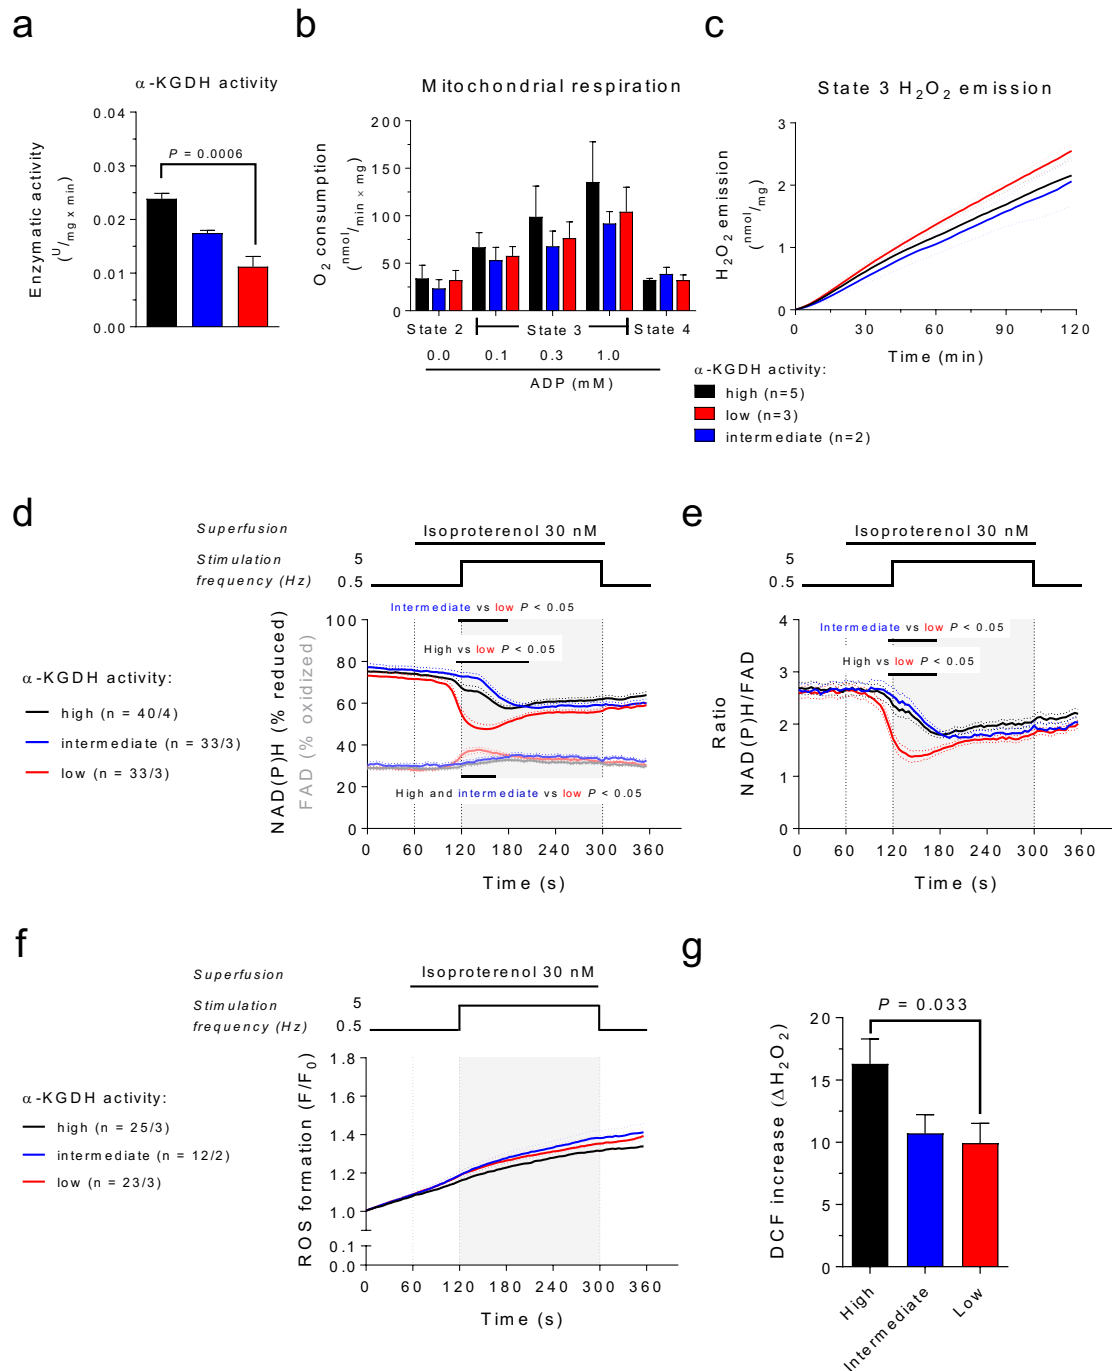 a
α-KGDH activity
Enzymatic activity
(U/mg x min)
0.04
0.03
0.02
0.01
0.00
P = 0.0006
b
Mitochondrial respiration
O2 consumption
(nmol/min × mg)
200
150
100
50
0
State 2
State 3
State 4
0.0
0.1
0.3
1.0
ADP (mM)
c
State 3 H2O2 emission
H2O2 emission
(nmol/mg)
3
2
1
0
0 30 60 90 120
Time (min)
α-KGDH activity:
high (n=5)
low (n=3)
intermediate (n=2)
d
Superfusion
Isoproterenol 30 nM
Stimulation
frequency (Hz)
5
0.5
α-KGDH activity:
high (n = 40/4)
intermediate (n = 33/3)
low (n = 33/3)
NAD(P)H (% reduced)
FAD (% oxidized)
100
80
60
40
20
0
Intermediate vs low P < 0.05
High vs low P < 0.05
High and intermediate vs low P < 0.05
0 60 120 180 240 300 360
Time (s)
e
Isoproterenol 30 nM
5
0.5
Ratio
NAD(P)H/FAD
4
3
2
1
0
Intermediate vs low P < 0.05
High vs low P < 0.05
0 60 120 180 240 300 360
Time (s)
f
Superfusion
Isoproterenol 30 nM
Stimulation
frequency (Hz)
5
0.5
α-KGDH activity:
high (n = 25/3)
intermediate (n = 12/2)
low (n = 23/3)
ROS formation (F/F0)
1.8
1.6
1.4
1.2
1.0
0.1
0.0
0 60 120 180 240 300 360
Time (s)
g
P = 0.033
DCF increase (ΔH2O2)
20
15
10
5
0
High
Intermediate
Low